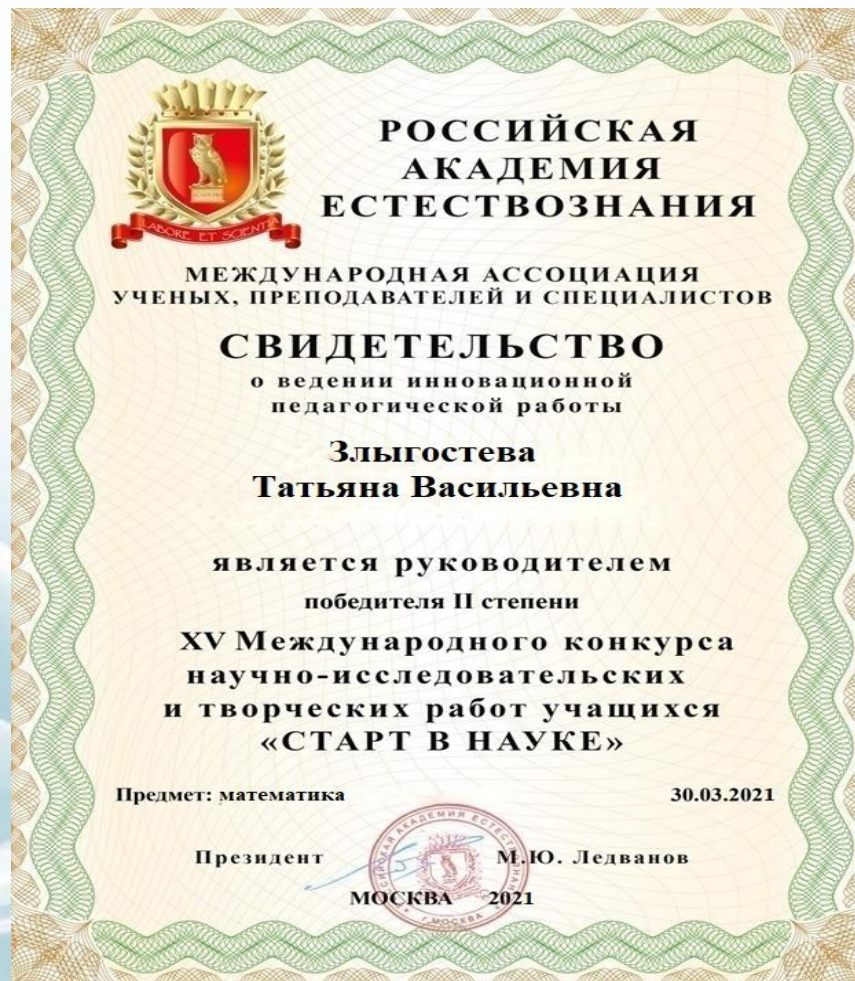 РОССИЙСКАЯ
АКАДЕМИЯ
ЕСТЕСТВОЗНАНИЯ
LABORE ET SCIENTIA
МЕЖДУНАРОДНАЯ АССОЦИАЦИЯ
УЧЕНЫХ, ПРЕПОДАВАТЕЛЕЙ И СПЕЦИАЛИСТОВ
СВИДЕТЕЛЬСТВО
о ведении инновационной
педагогической работы
Злыгостева
Татьяна Васильевна
является руководителем
победителя II степени
XV Международного конкурса
научно-исследовательских
и творческих работ учащихся
«СТАРТ В НАУКЕ»
Предмет: математика 30.03.2021
Президент М.Ю. Ледванов
МОСКВА 2021
Г.МОСКВА